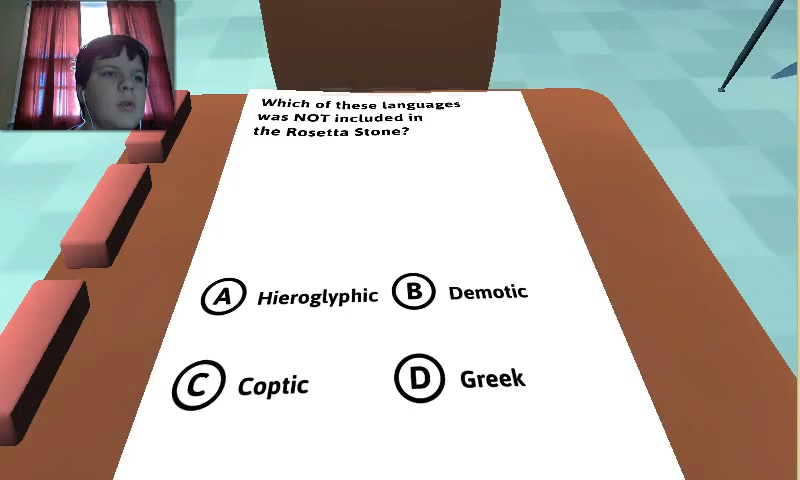 Which of these languages
was NOT included in
the Rosetta Stone?
A Hieroglyphic B Demotic
C Coptic D Greek